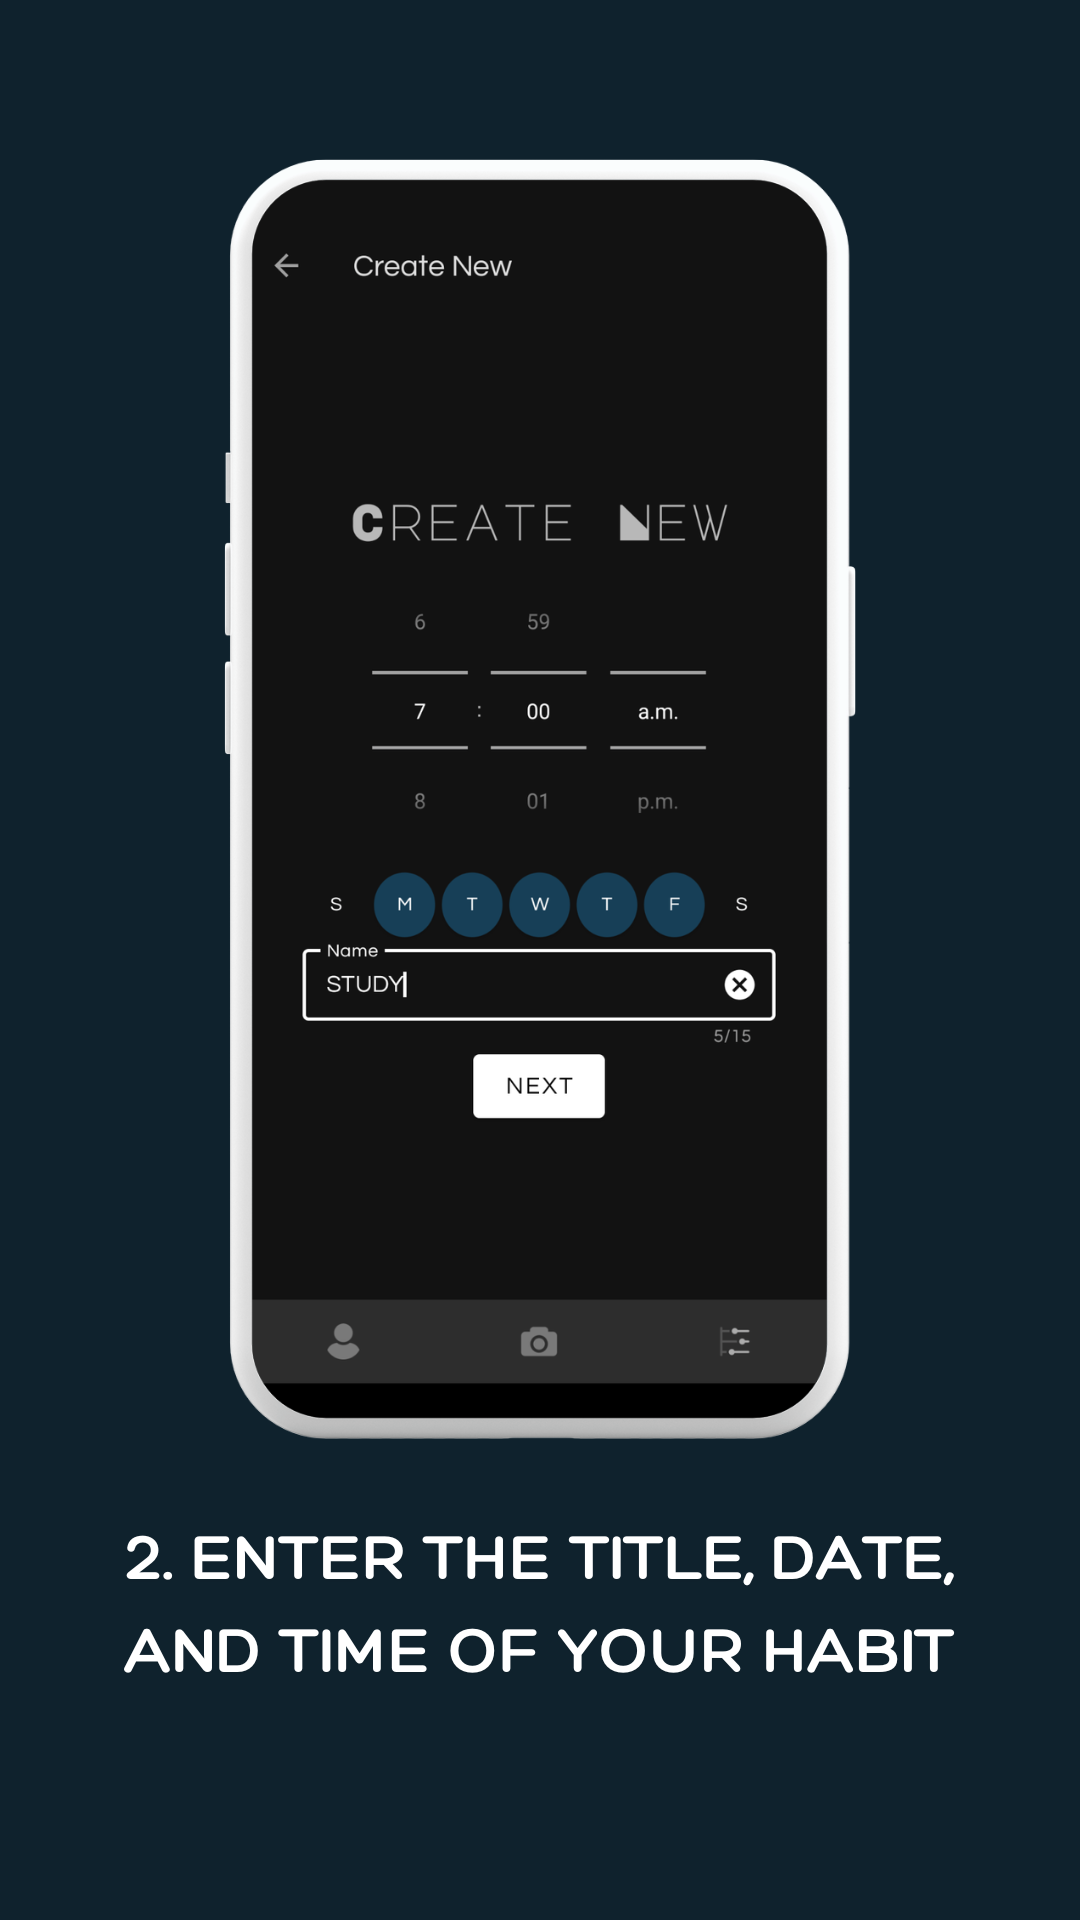 Create New
CREATE NEW
6 59
7 : 00 a.m.
8 01 p.m.
S M T W T F S
Name
STUDY
5/15
NEXT
2. ENTER THE TITLE, DATE,
AND TIME OF YOUR HABIT